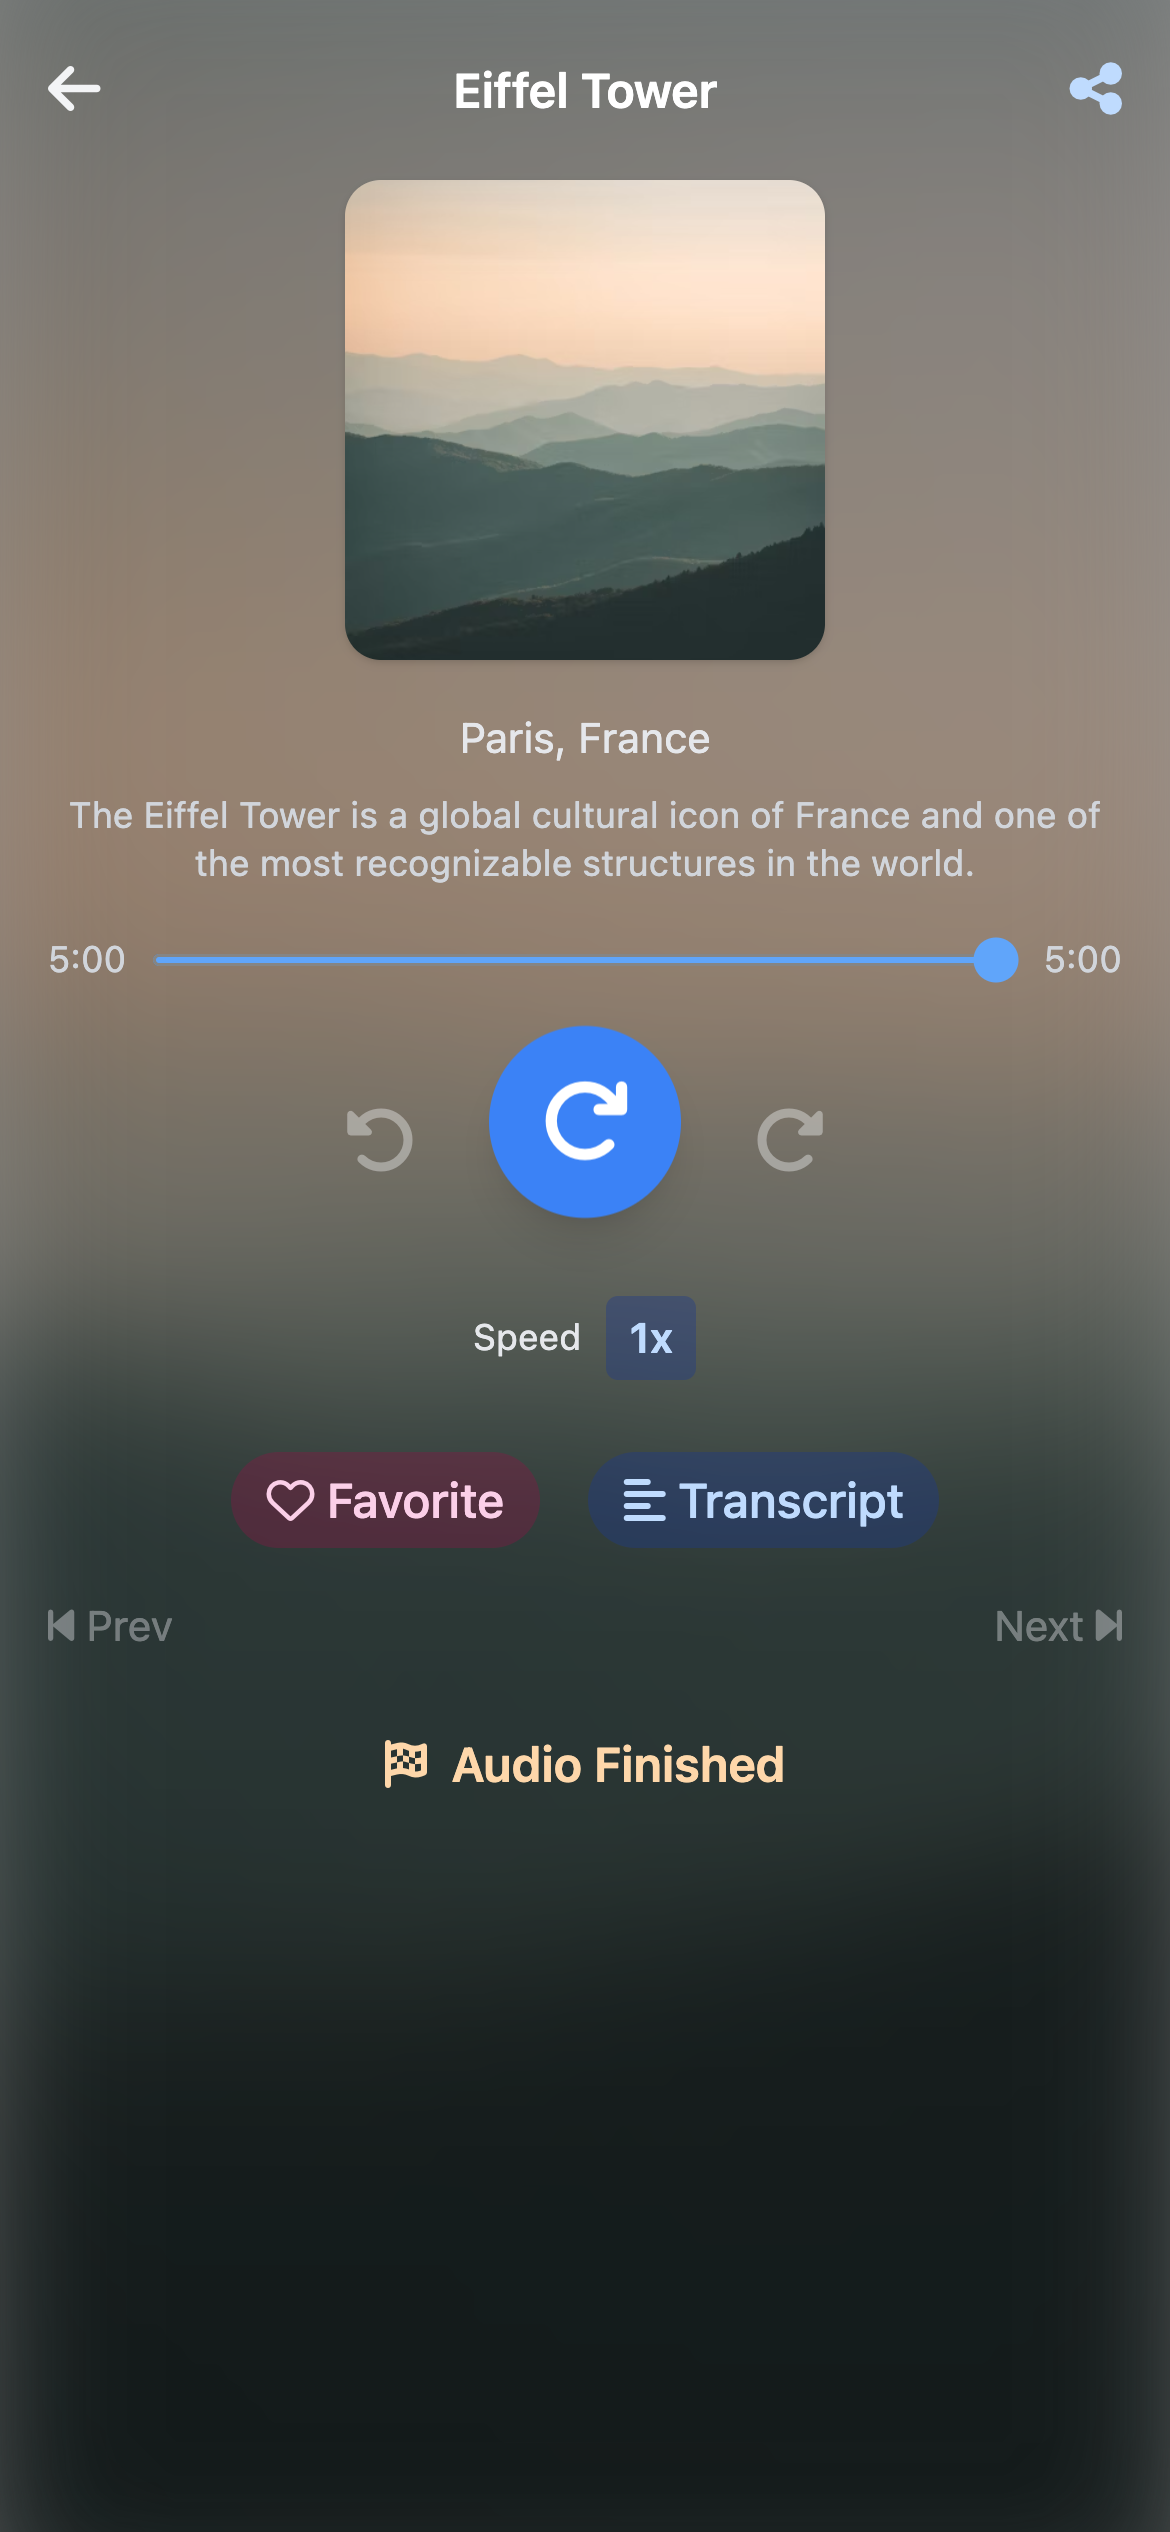 Eiffel Tower
Paris, France
The Eiffel Tower is a global cultural icon of France and one of
the most recognizable structures in the world.
5:00 5:00
Speed 1x
Favorite Transcript
Prev Next
Audio Finished